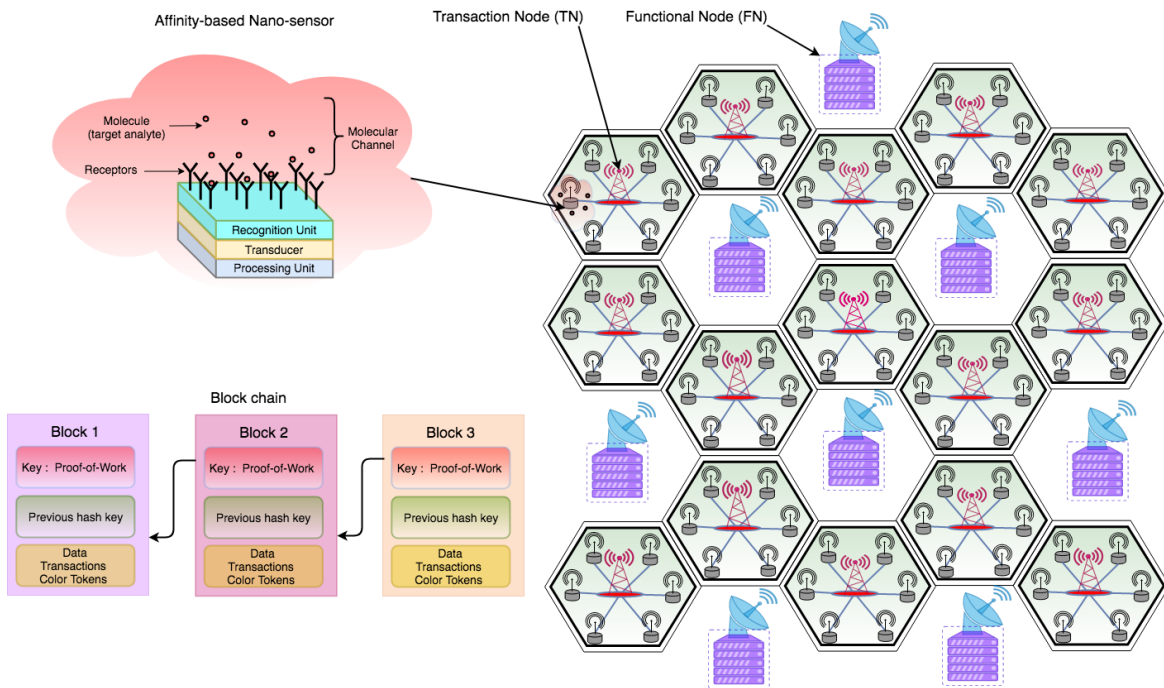 Affinity-based Nano-sensor
Transaction Node (TN)
Functional Node (FN)
Molecule
(target analyte)
Molecular
Channel
Receptors
Recognition Unit
Transducer
Processing Unit
Block chain
Block 1
Key : Proof-of-Work
Previous hash key
Data
Transactions
Color Tokens
Block 2
Key : Proof-of-Work
Previous hash key
Data
Transactions
Color Tokens
Block 3
Key : Proof-of-Work
Previous hash key
Data
Transactions
Color Tokens